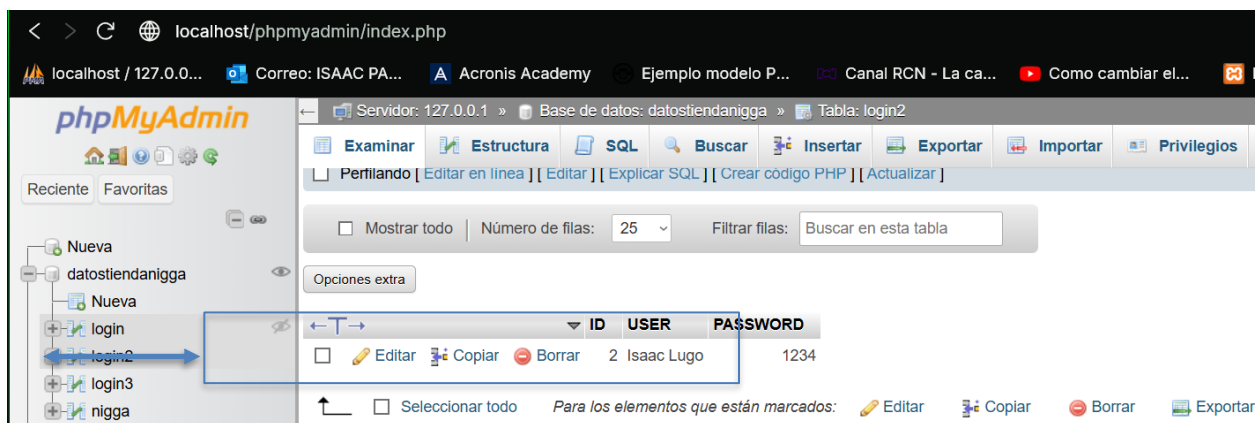 localhost/phpmyadmin/index.php
localhost / 127.0.0... Correo: ISAAC PA... Acronis Academy Ejemplo modelo P... Canal RCN - La ca... Como cambiar el...
phpMyAdmin
Reciente Favoritas
Nueva
datostiendanigga
Nueva
login
login2
login3
nigga
Servidor: 127.0.0.1 » Base de datos: datostiendanigga » Tabla: login2
Examinar Estructura SQL Buscar Insertar Exportar Importar Privilegios
Perfilando [ Editar en línea ] [ Editar ] [ Explicar SQL ] [ Crear código PHP ] [ Actualizar ]
Mostrar todo | Número de filas: 25 Filtrar filas: Buscar en esta tabla
Opciones extra
←T→ ID USER PASSWORD
Editar Copiar Borrar 2 Isaac Lugo 1234
Seleccionar todo Para los elementos que están marcados: Editar Copiar Borrar Exportar